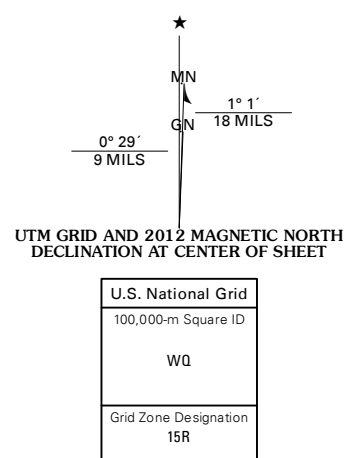 ★
MN
1° 1´
GN
18 MILS
0° 29´
9 MILS
UTM GRID AND 2012 MAGNETIC NORTH
DECLINATION AT CENTER OF SHEET
U.S. National Grid
100,000-m Square ID
WQ
Grid Zone Designation
15R